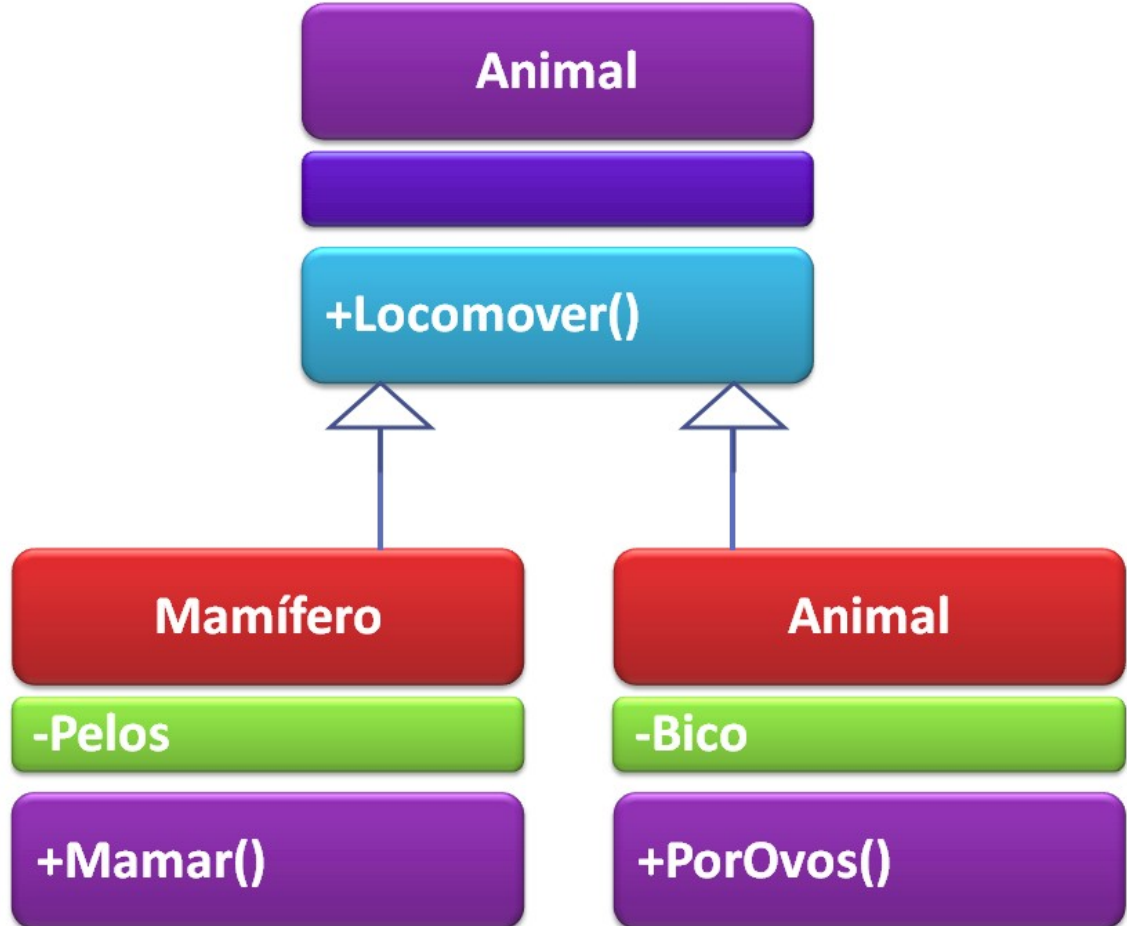 Animal
+Locomover()
Mamífero
Animal
-Pelos
-Bico
+Mamar()
+PorOvos()